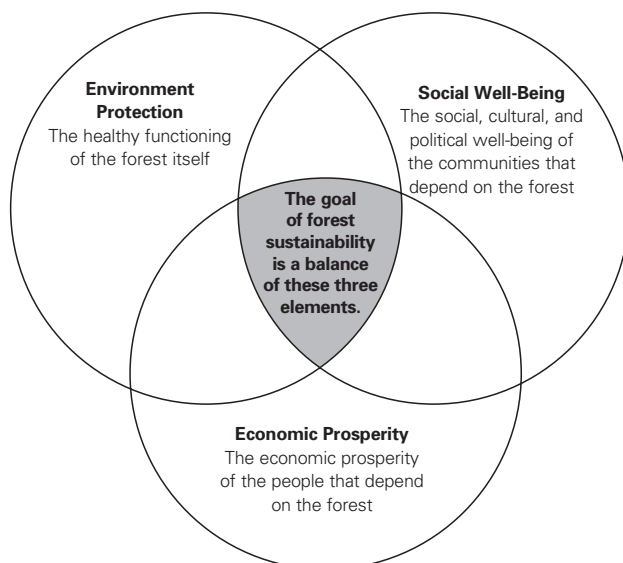 Environment
Protection
The healthy functioning
of the forest itself
Social Well-Being
The social, cultural, and
political well-being of
the communities that
depend on the forest
The goal
of forest
sustainability
is a balance
of these three
elements.
Economic Prosperity
The economic prosperity
of the people that depend
on the forest